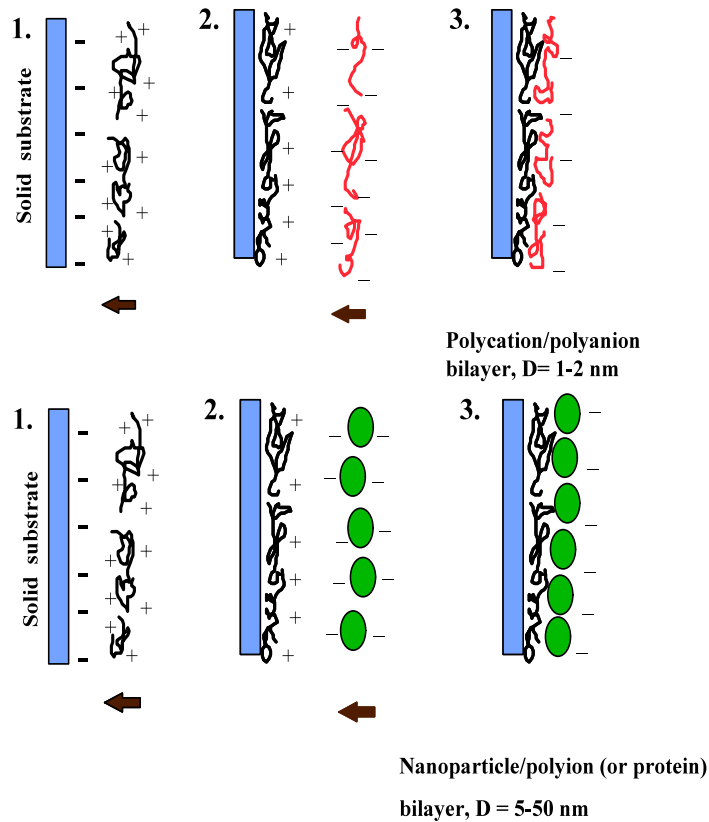 1.
2.
3.
Solid substrate
Polycation/polyanion
bilayer, D= 1-2 nm
1.
2.
3.
Solid substrate
Nanoparticle/polyion (or protein)
bilayer, D = 5-50 nm